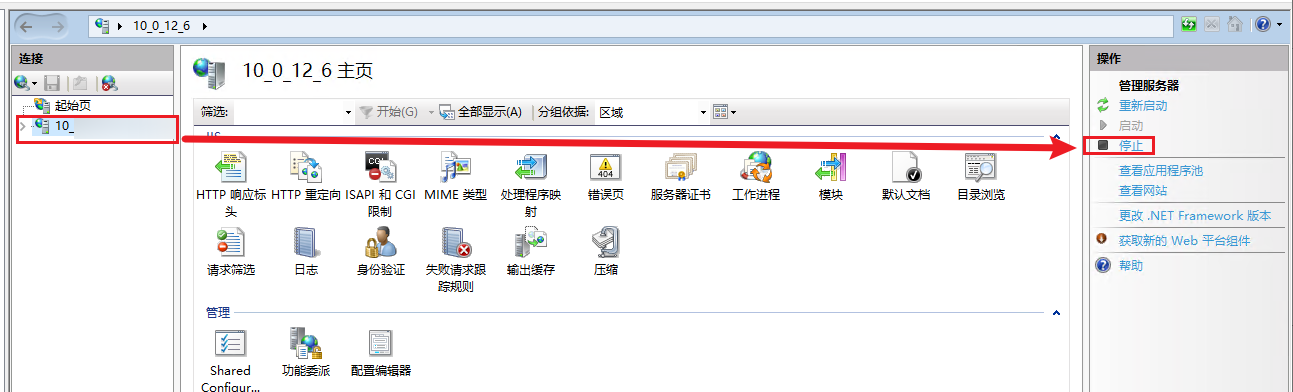 10_0_12_6
连接
起始页
10_
10_0_12_6 主页
筛选:
开始(G)
全部显示(A)
分组依据:
区域
IIS
HTTP 响应标
头
HTTP 重定向
ISAPI 和 CGI
限制
MIME 类型
处理程序映
射
错误页
服务器证书
工作进程
模块
默认文档
目录浏览
请求筛选
日志
身份验证
失败请求跟
踪规则
输出缓存
压缩
管理
Shared
Configur...
功能委派
配置编辑器
操作
管理服务器
重新启动
启动
停止
查看应用程序池
查看网站
更改 .NET Framework 版本
获取新的 Web 平台组件
帮助